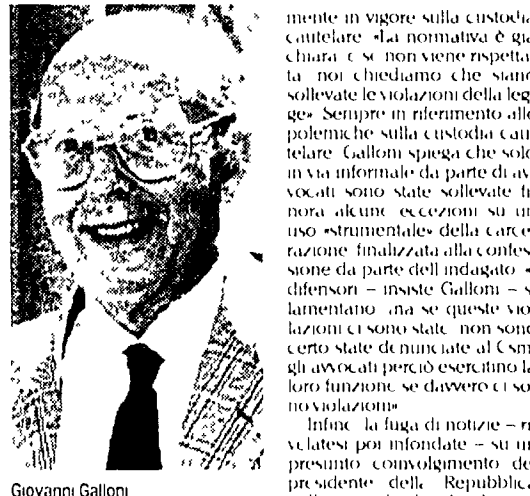 mente in vigore sulla custodia
cautelare «La normativa è gia
chiara e se non viene rispetta
ta noi chiediamo che siano
sollevate le violazioni della leg
ge» Sempre in riferimento alle
polemiche sulla custodia cau
telare Galloni spiega che solo
in via informale da parte di av
vocati sono state sollevate fi
nora alcune eccezioni su un
uso «strumentale» della carce
razione finalizzata alla confes
sione da parte dell indagato «I
difensori – insiste Galloni – si
lamentano ma se queste vio
lazioni ci sono state non sono
certo state denunciate al Csm
gli avvocati perciò esercitino la
loro funzione se davvero ci so
no violazioni»
Infine la fuga di notizie – ri
velatesi poi infondate – su un
presunto coinvolgimento del
presidente della Repubblica
Giovanni Galloni